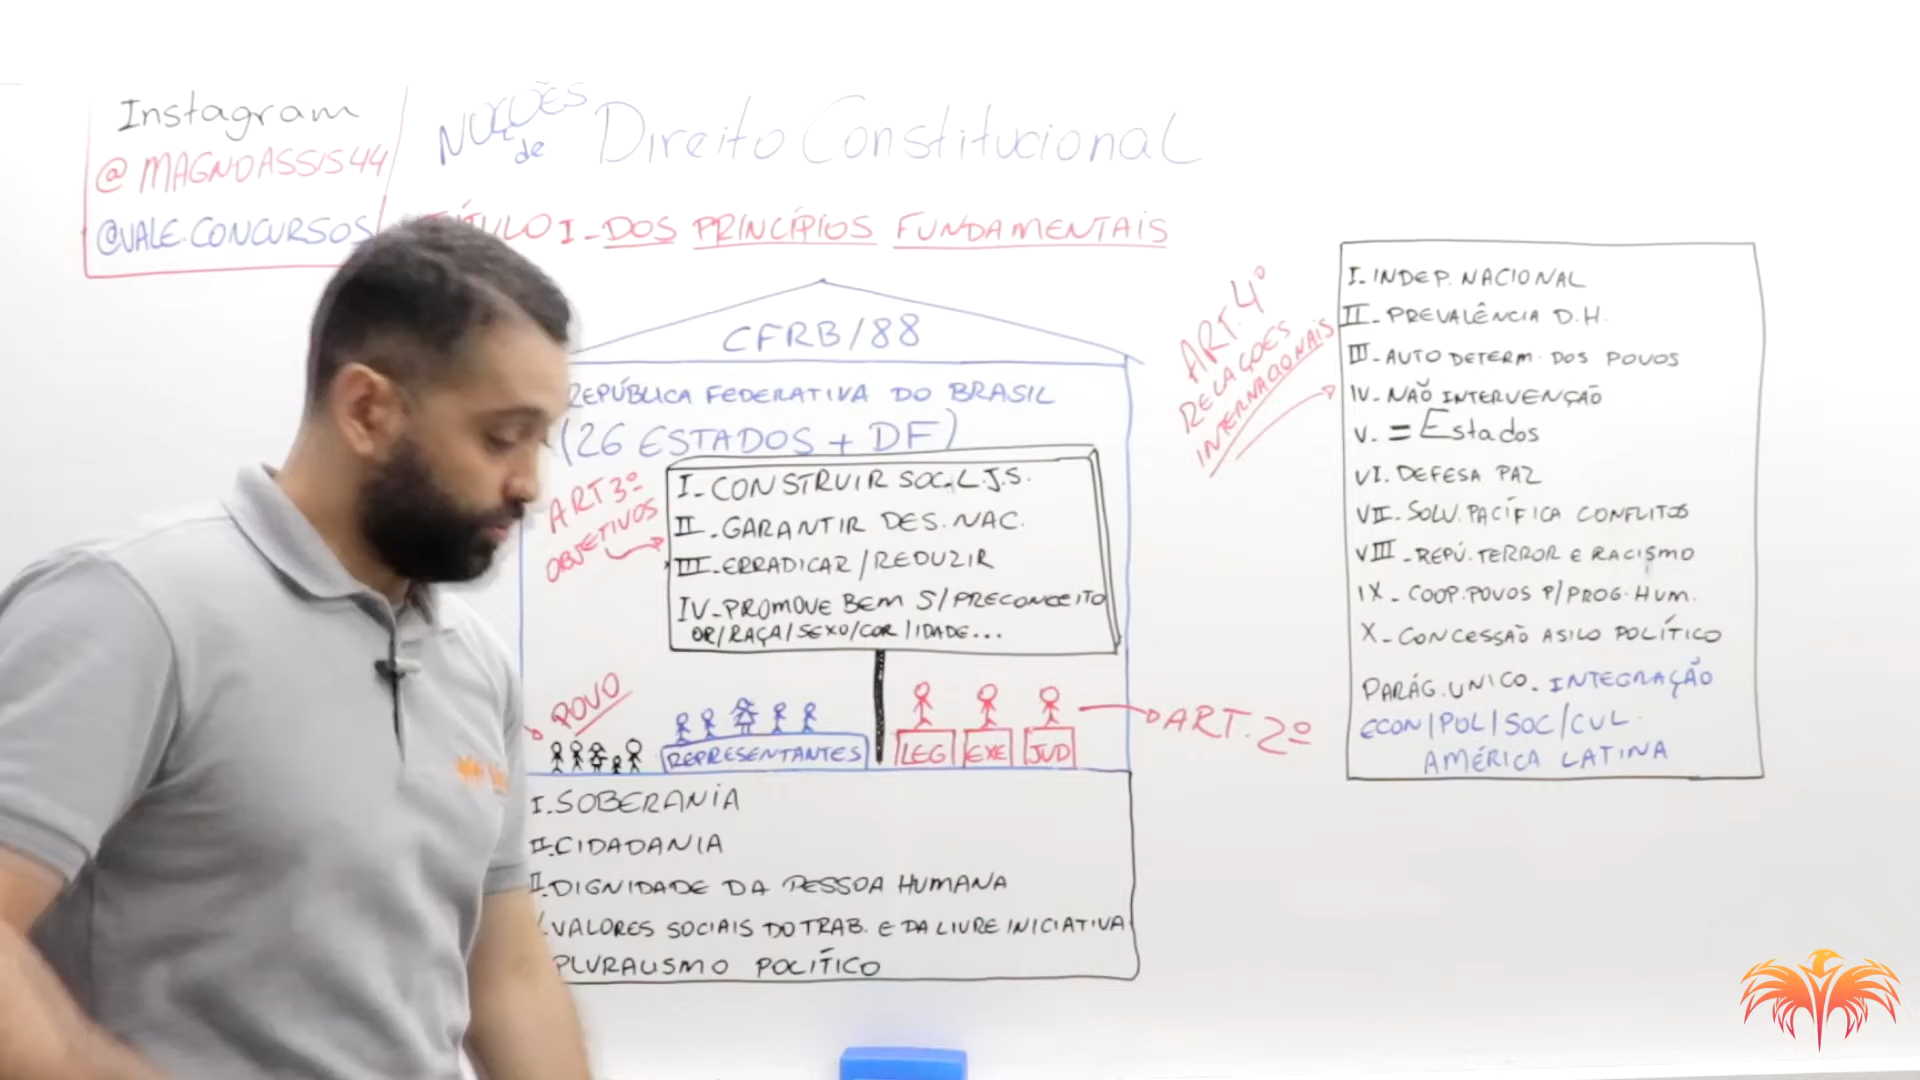 Instagram
@MAGNOASSIS44
@VALE.CONCURSOS
NOÇÕES
de
Direito Constitucional
TÍTULO I - DOS PRINCÍPIOS FUNDAMENTAIS
CFRB/88
REPÚBLICA FEDERATIVA DO BRASIL
(26 ESTADOS + DF)
ART 3º
OBJETIVOS
I - CONSTRUIR SOC. L.J.S.
II - GARANTIR DES. NAC.
III - ERRADICAR/REDUZIR
IV - PROMOVE BEM S/PRECONCEITO
OR/RAÇA/SEXO/COR/IDADE...
POVO
REPRESENTANTES
LEG
EXE
JUD
ART. 2º
I. SOBERANIA
II. CIDADANIA
DIGNIDADE DA PESSOA HUMANA
VALORES SOCIAIS DO TRAB. E DA LIVRE INICIATIVA
PLURALISMO POLÍTICO
ART. 4º
RELAÇOES
INTERNACIONAIS
I - INDEP. NACIONAL
II - PREVALÊNCIA D.H.
III - AUTO DETERM. DOS POVOS
IV - NÃO INTERVENÇÃO
V. = Estados
VI. DEFESA PAZ
VII - SOLU. PACÍFICA CONFLITOS
VIII - REPÚ. TERROR E RACISMO
IX - COOP. POVOS P/PROG. HUM.
X - CONCESSÃO ASILO POLÍTICO
PARÁG. UNICO. INTEGRAÇÃO
ECON/POL/SOC/CUL.
AMÉRICA LATINA